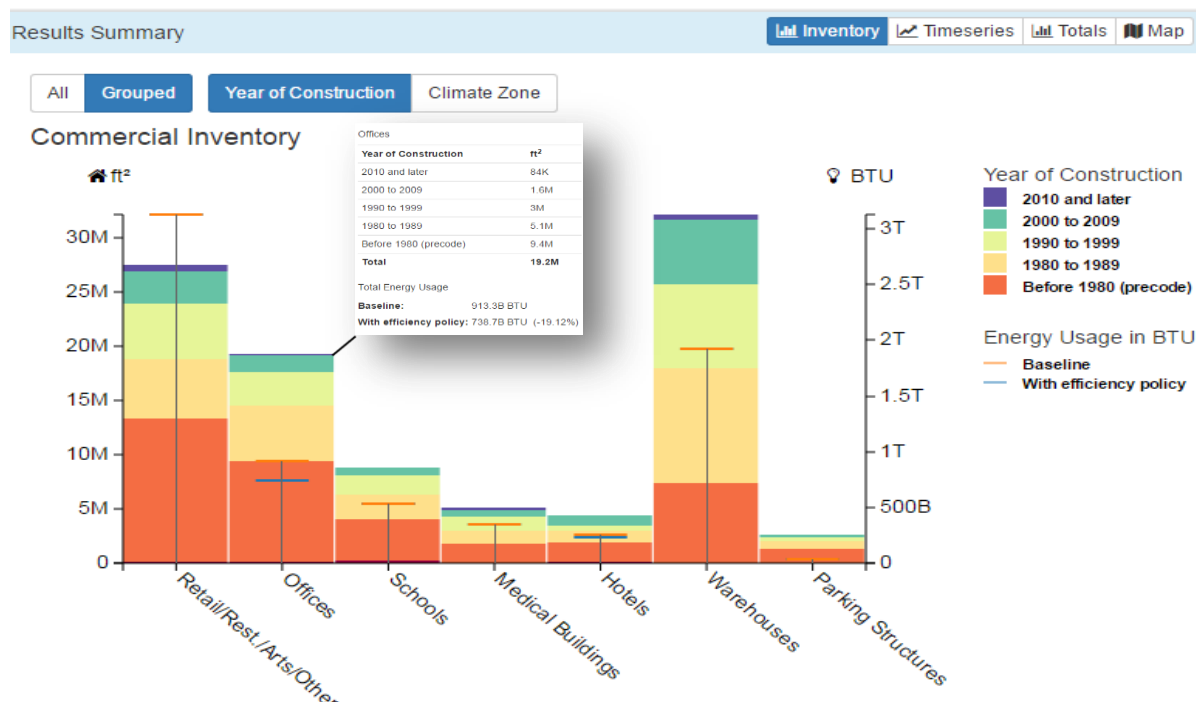 Results Summary
Inventory Timeseries Totals Map
All Grouped Year of Construction Climate Zone
Commercial Inventory
ft²
BTU
30M
25M
20M
15M
10M
5M
0
3T
2.5T
2T
1.5T
1T
500B
0
Offices
Year of Construction ft²
2010 and later 84K
2000 to 2009 1.6M
1990 to 1999 3M
1980 to 1989 5.1M
Before 1980 (precode) 9.4M
Total 19.2M
Total Energy Usage
Baseline: 913.3B BTU
With efficiency policy: 738.7B BTU (-19.12%)
Year of Construction
2010 and later
2000 to 2009
1990 to 1999
1980 to 1989
Before 1980 (precode)
Energy Usage in BTU
Baseline
With efficiency policy
Retail/Rest./Arts/Other
Offices
Schools
Medical Buildings
Hotels
Warehouses
Parking Structures